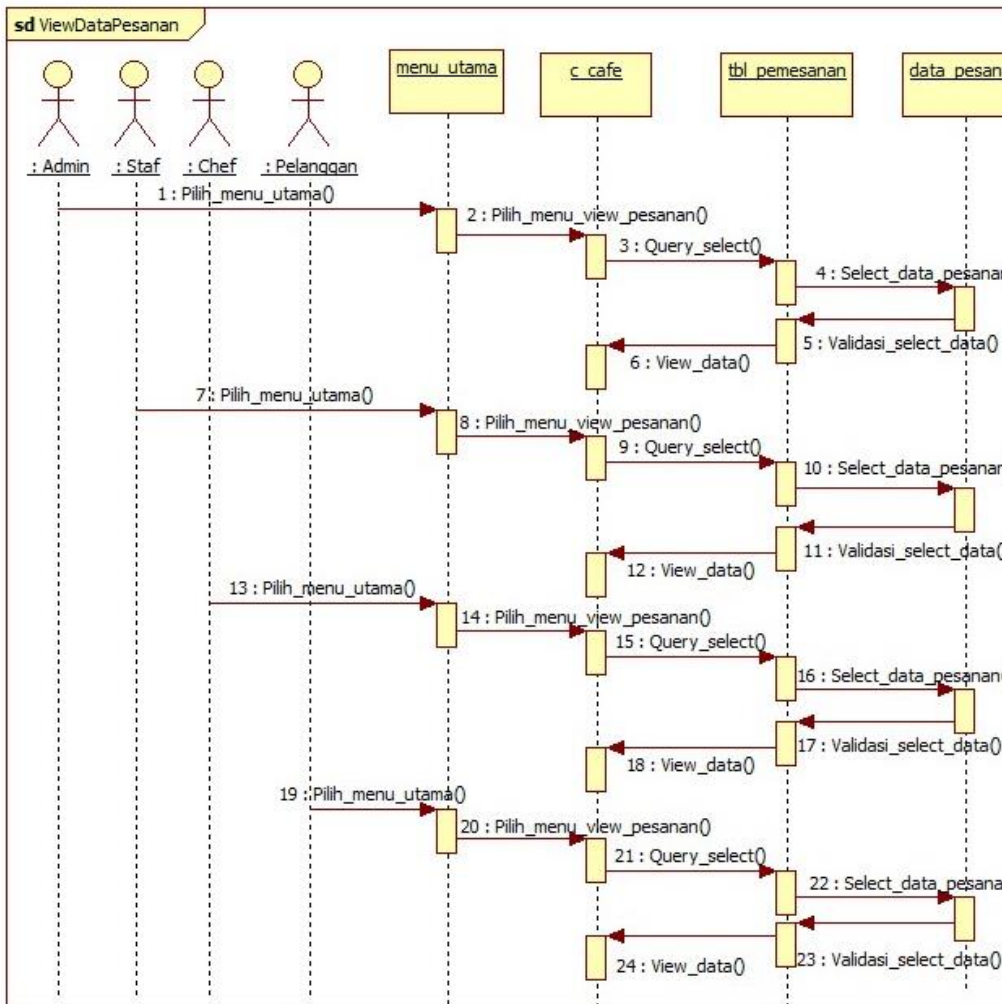 sd ViewDataPesanan
menu_utama
c_cafe
tbl_pemesanan
data_pesan
: Admin
: Staf
: Chef
: Pelanggan
1 : Pilih_menu_utama()
2 : Pilih_menu_view_pesanan()
3 : Query_select()
4 : Select_data_pesanan
5 : Validasi_select_data()
6 : View_data()
7 : Pilih_menu_utama()
8 : Pilih_menu_view_pesanan()
9 : Query_select()
10 : Select_data_pesanan
11 : Validasi_select_data()
12 : View_data()
13 : Pilih_menu_utama()
14 : Pilih_menu_view_pesanan()
15 : Query_select()
16 : Select_data_pesanan(
17 : Validasi_select_data()
18 : View_data()
19 : Pilih_menu_utama()
20 : Pilih_menu_view_pesanan()
21 : Query_select()
22 : Select_data_pesana
23 : Validasi_select_data()
24 : View_data()